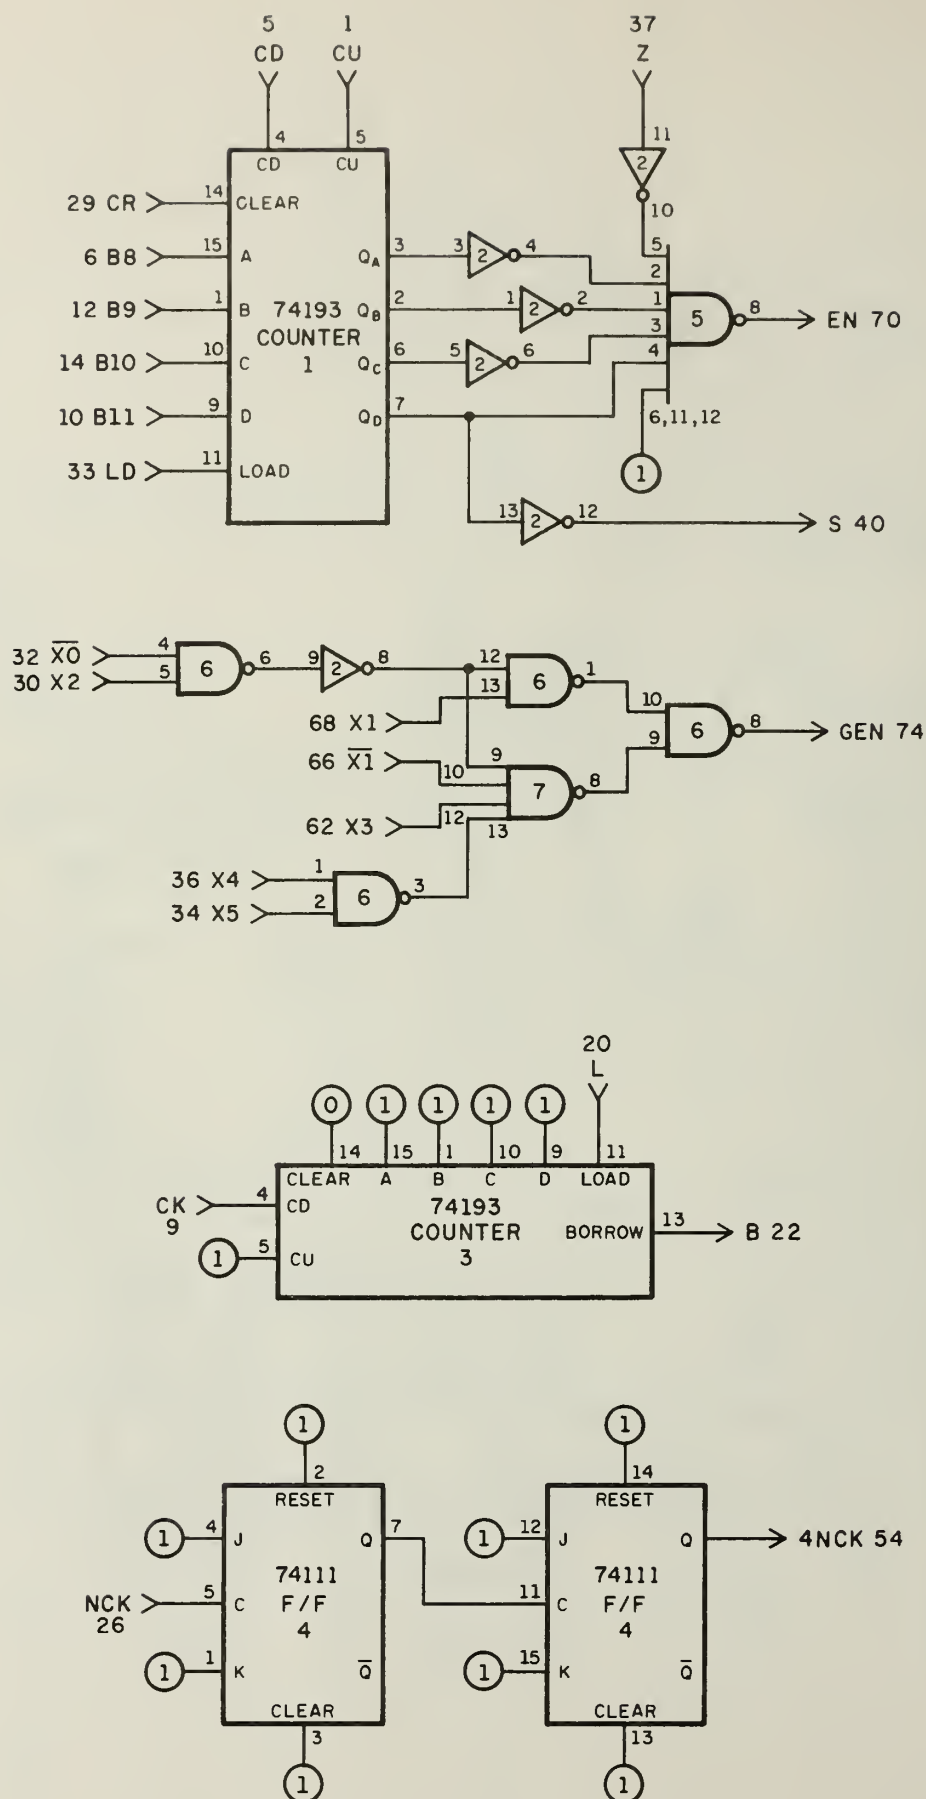 5 1 37
CD CU Z
4 5 11
CD CU 2
29 CR 14 CLEAR 10
6 B8 15 A Q_A 3 3 2 4 5
2
12 B9 1 B 74193 Q_B 2 1 2 2 1 5 8 EN 70
COUNTER 3
14 B10 10 C 1 Q_C 6 5 2 6 4
10 B11 9 D Q_D 7 6,11,12
33 LD 11 LOAD 1
13 2 12 S 40
32 X̅0̅ 4 6 6 9 2 8 12 6 1
30 X2 5 13 10
68 X1 6 8 GEN 74
66 X̅1̅ 10 9 9
7 8
62 X3 12 13
36 X4 1 6 3
34 X5 2
20
L
0 1 1 1 1
14 15 1 10 9 11
CLEAR A B C D LOAD
CK 4 CD 74193
9 COUNTER BORROW 13 B 22
1 5 CU 3
1 1
2 14
RESET RESET
1 4 J Q 7 1 12 J Q 4NCK 54
74111 74111
NCK 5 C F/F 11 C F/F
26 4 4
1 1 K Q̅ 1 15 K Q̅
CLEAR CLEAR
3 13
1 1